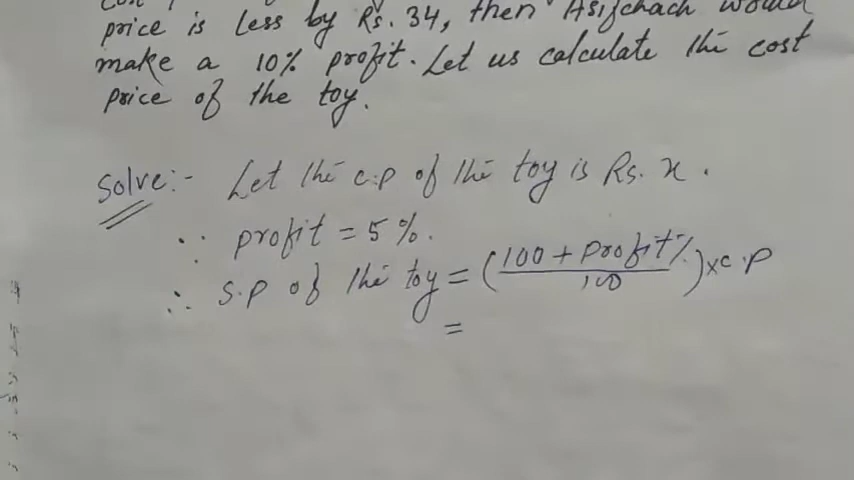 price is less by Rs. 34, then Asifchach would
make a 10% profit. Let us calculate the cost
price of the toy.
Solve:- Let the c.p of the toy is Rs. x.
∵ profit = 5%.
∴ S.p of the toy = (100 + profit% / 100) × c.p
=